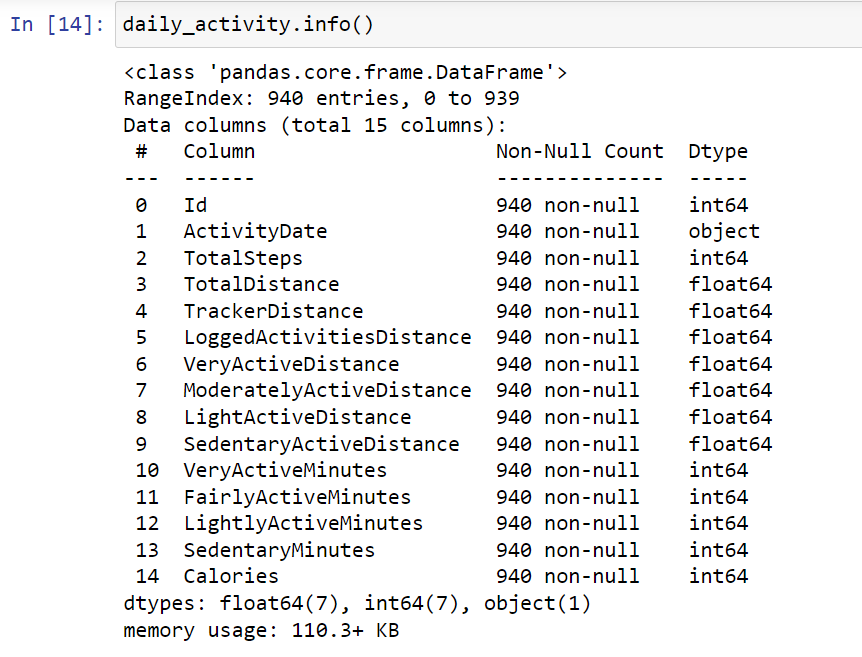 In [14]: daily_activity.info()
<class 'pandas.core.frame.DataFrame'>
RangeIndex: 940 entries, 0 to 939
Data columns (total 15 columns):
 #   Column                    Non-Null Count  Dtype
---  ------                    --------------  -----
 0   Id                        940 non-null    int64
 1   ActivityDate              940 non-null    object
 2   TotalSteps                940 non-null    int64
 3   TotalDistance             940 non-null    float64
 4   TrackerDistance           940 non-null    float64
 5   LoggedActivitiesDistance  940 non-null    float64
 6   VeryActiveDistance        940 non-null    float64
 7   ModeratelyActiveDistance  940 non-null    float64
 8   LightActiveDistance       940 non-null    float64
 9   SedentaryActiveDistance   940 non-null    float64
 10  VeryActiveMinutes         940 non-null    int64
 11  FairlyActiveMinutes       940 non-null    int64
 12  LightlyActiveMinutes      940 non-null    int64
 13  SedentaryMinutes          940 non-null    int64
 14  Calories                  940 non-null    int64
dtypes: float64(7), int64(7), object(1)
memory usage: 110.3+ KB